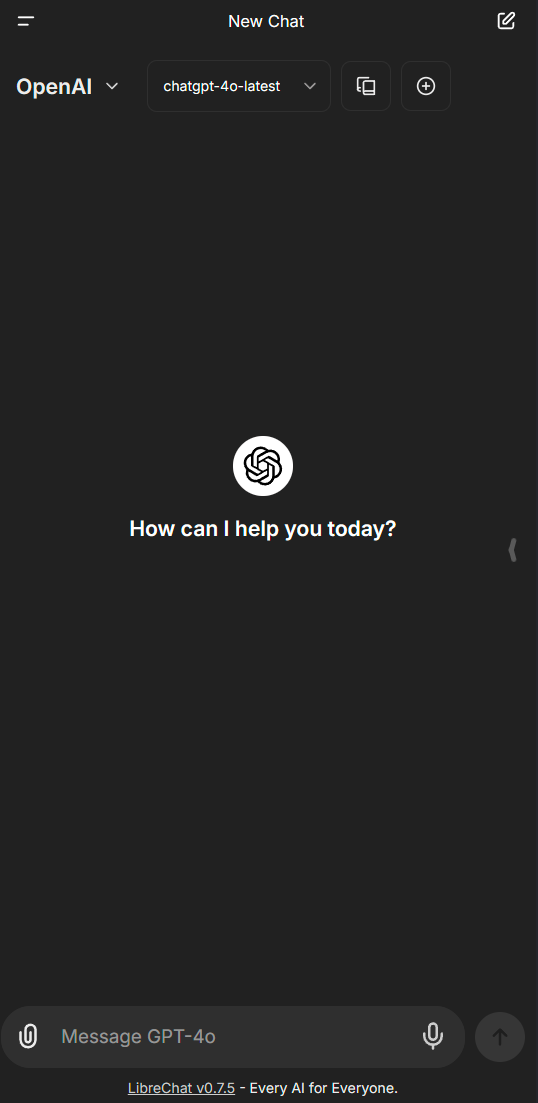 New Chat
OpenAI
chatgpt-4o-latest
How can I help you today?
Message GPT-4o
LibreChat v0.7.5 - Every AI for Everyone.